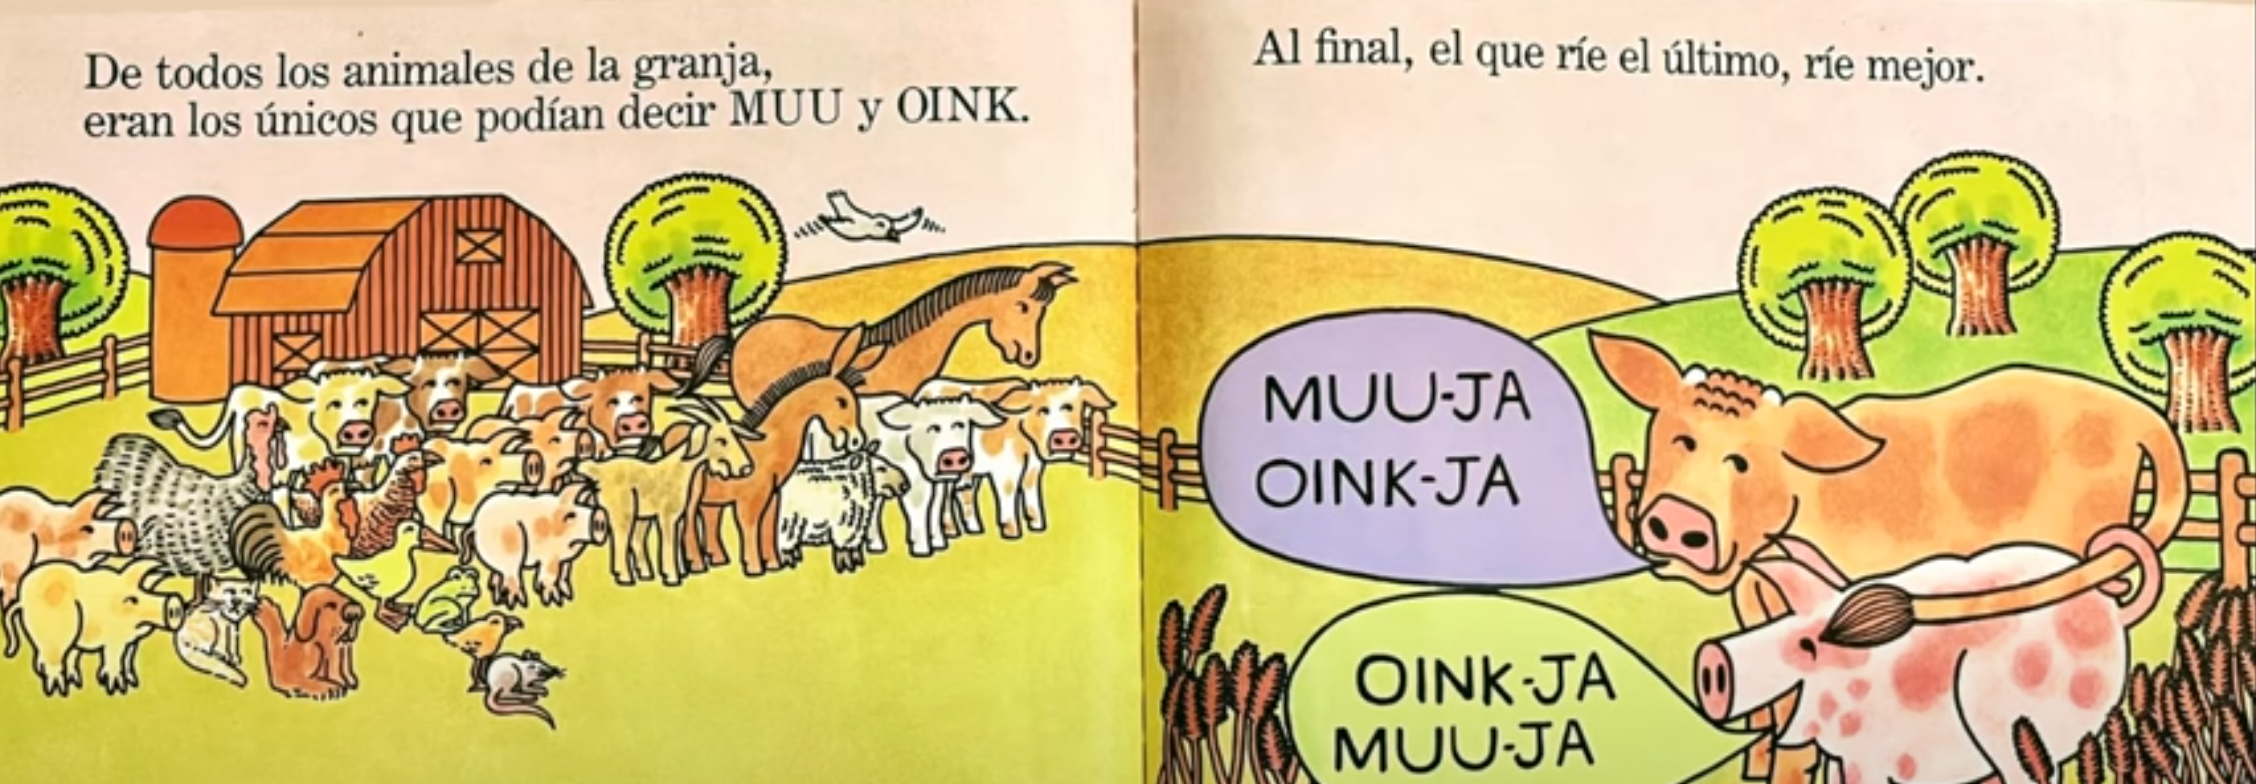 De todos los animales de la granja,
eran los únicos que podían decir MUU y OINK.
Al final, el que ríe el último, ríe mejor.
MUU-JA
OINK-JA
OINK-JA
MUU-JA